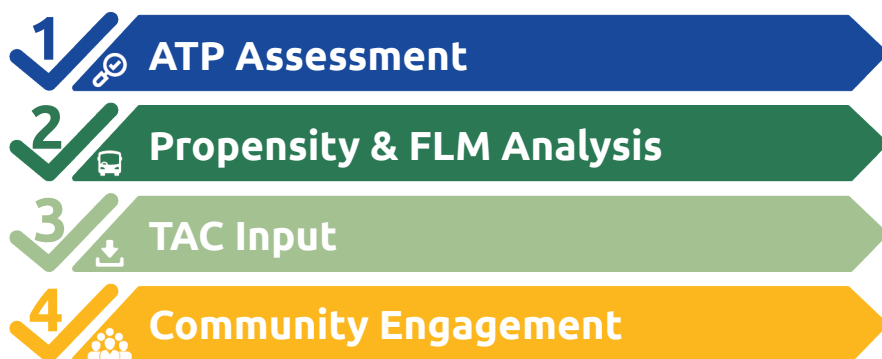 1 ATP Assessment
2 Propensity & FLM Analysis
3 TAC Input
4 Community Engagement